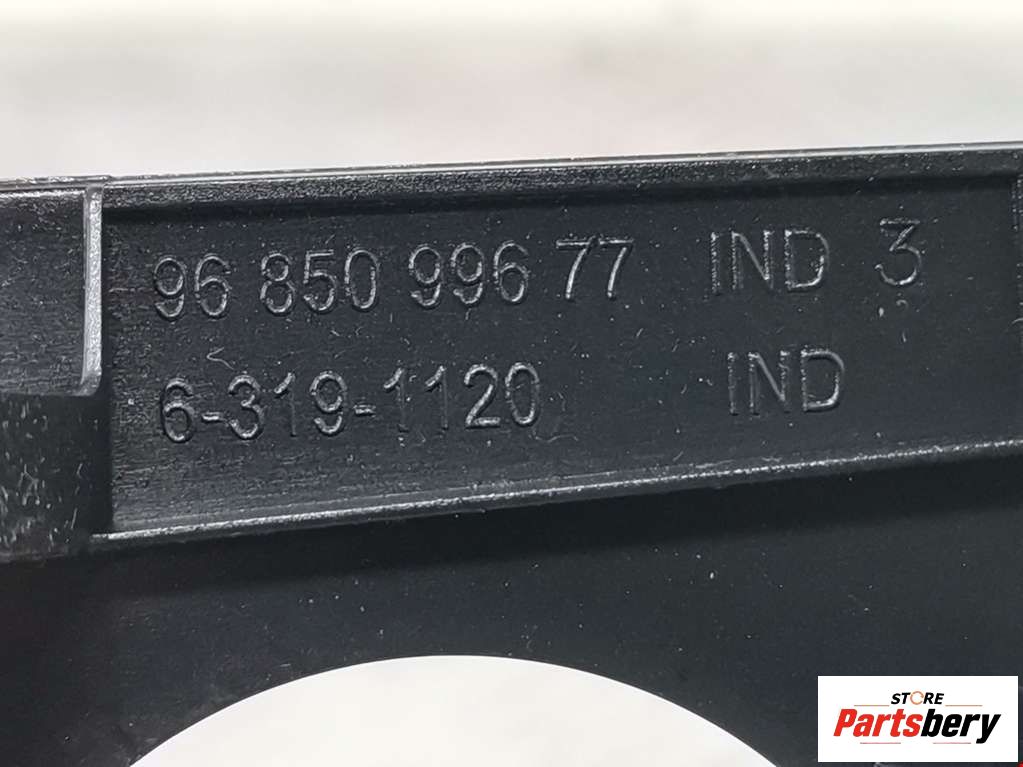 96 850 996 77 IND 3
6-319-1120 IND
STORE
Partsbery